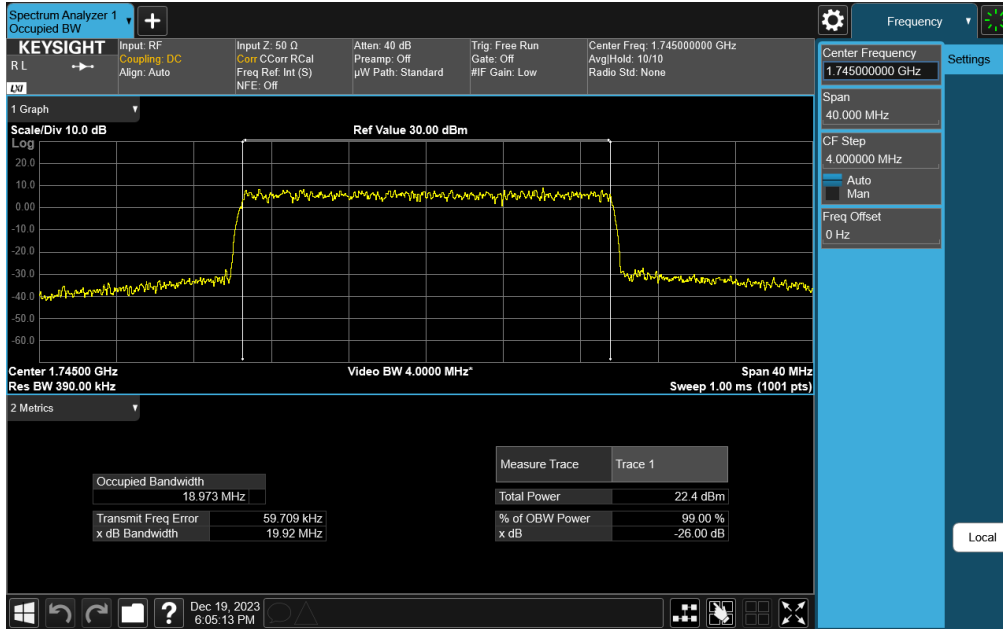 Spectrum Analyzer 1
Occupied BW
Frequency
KEYSIGHT
R L
LXI
Input: RF
Coupling: DC
Align: Auto
Input Z: 50 Ω
Corr CCorr RCal
Freq Ref: Int (S)
NFE: Off
Atten: 40 dB
Preamp: Off
µW Path: Standard
Trig: Free Run
Gate: Off
#IF Gain: Low
Center Freq: 1.745000000 GHz
Avg|Hold: 10/10
Radio Std: None
Center Frequency
1.745000000 GHz
Settings
Span
40.000 MHz
CF Step
4.000000 MHz
Auto
Man
Freq Offset
0 Hz
Local
1 Graph
Scale/Div 10.0 dB
Ref Value 30.00 dBm
Log
20.0
10.0
0.00
-10.0
-20.0
-30.0
-40.0
-50.0
-60.0
Center 1.74500 GHz
Video BW 4.0000 MHz*
Span 40 MHz
Res BW 390.00 kHz
Sweep 1.00 ms (1001 pts)
2 Metrics
Measure Trace Trace 1
Occupied Bandwidth
18.973 MHz
Total Power 22.4 dBm
Transmit Freq Error 59.709 kHz
% of OBW Power 99.00 %
x dB Bandwidth 19.92 MHz
x dB -26.00 dB
?
Dec 19, 2023
6:05:13 PM